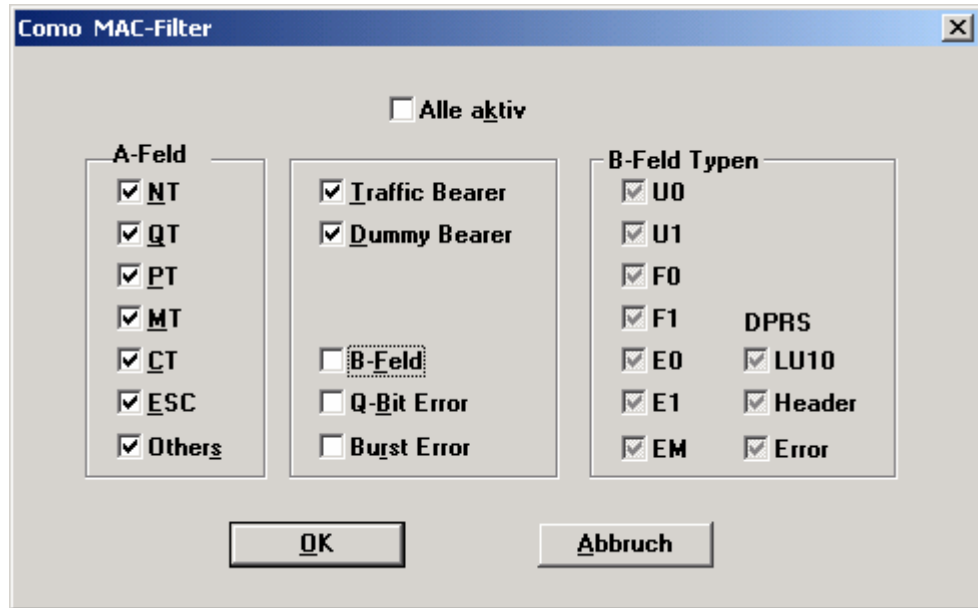 Como MAC-Filter
Alle aktiv
A-Feld
NT
QT
PT
MT
CT
ESC
Others
Traffic Bearer
Dummy Bearer
B-Feld
Q-Bit Error
Burst Error
B-Feld Typen
U0
U1
F0
F1
E0
E1
EM
DPRS
LU10
Header
Error
OK
Abbruch